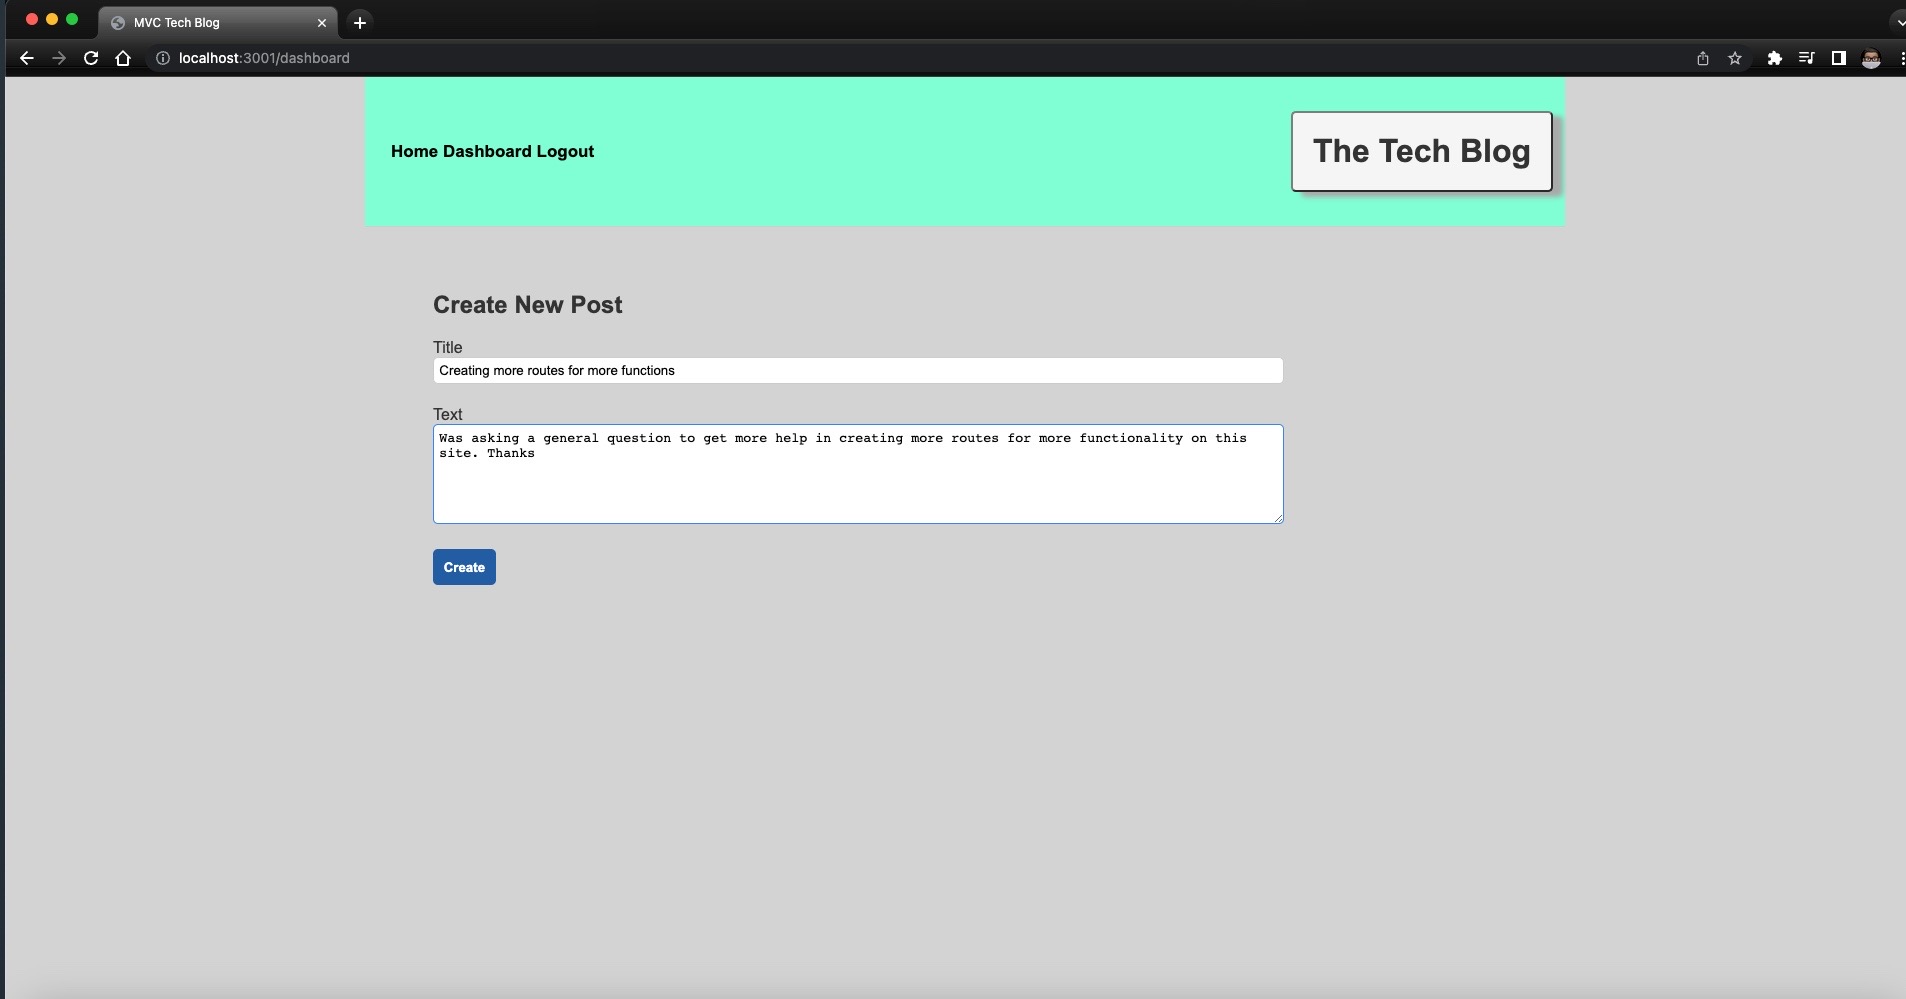 MVC Tech Blog
localhost:3001/dashboard
Home Dashboard Logout
The Tech Blog
Create New Post
Title
Creating more routes for more functions
Text
Was asking a general question to get more help in creating more routes for more functionality on this
site. Thanks
Create